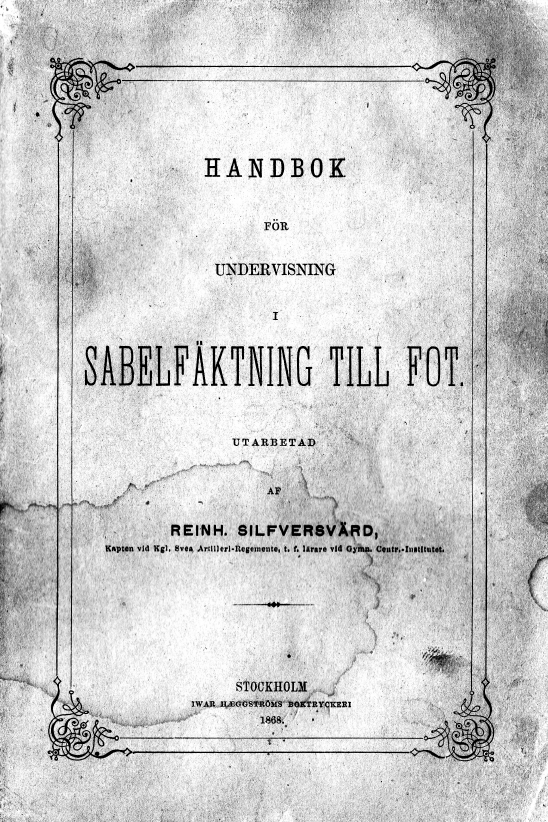 HANDBOK
FÖR
UNDERVISNING
I
SABELFÄKTNING TILL FOT.
UTARBETAD
AF
REINH. SILFVERSVÄRD,
Kapten vid Kgl. Svea Artilleri-Regemente, t. f. lärare vid Gymn. Centr.-Institutet.
STOCKHOLM
IWAR HÆGGSTRÖMS BOKTRYCKERI
1868.